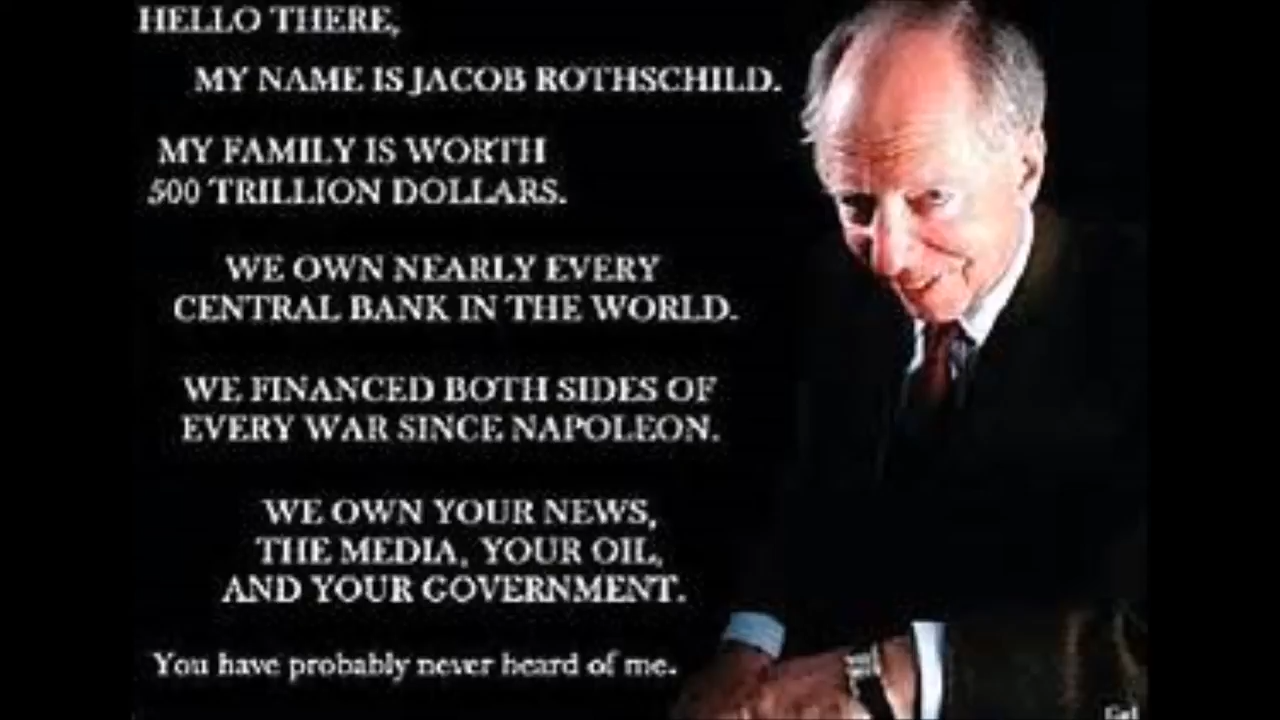 HELLO THERE,
MY NAME IS JACOB ROTHSCHILD.
MY FAMILY IS WORTH
500 TRILLION DOLLARS.
WE OWN NEARLY EVERY
CENTRAL BANK IN THE WORLD.
WE FINANCED BOTH SIDES OF
EVERY WAR SINCE NAPOLEON.
WE OWN YOUR NEWS,
THE MEDIA, YOUR OIL,
AND YOUR GOVERNMENT.
You have probably never heard of me.